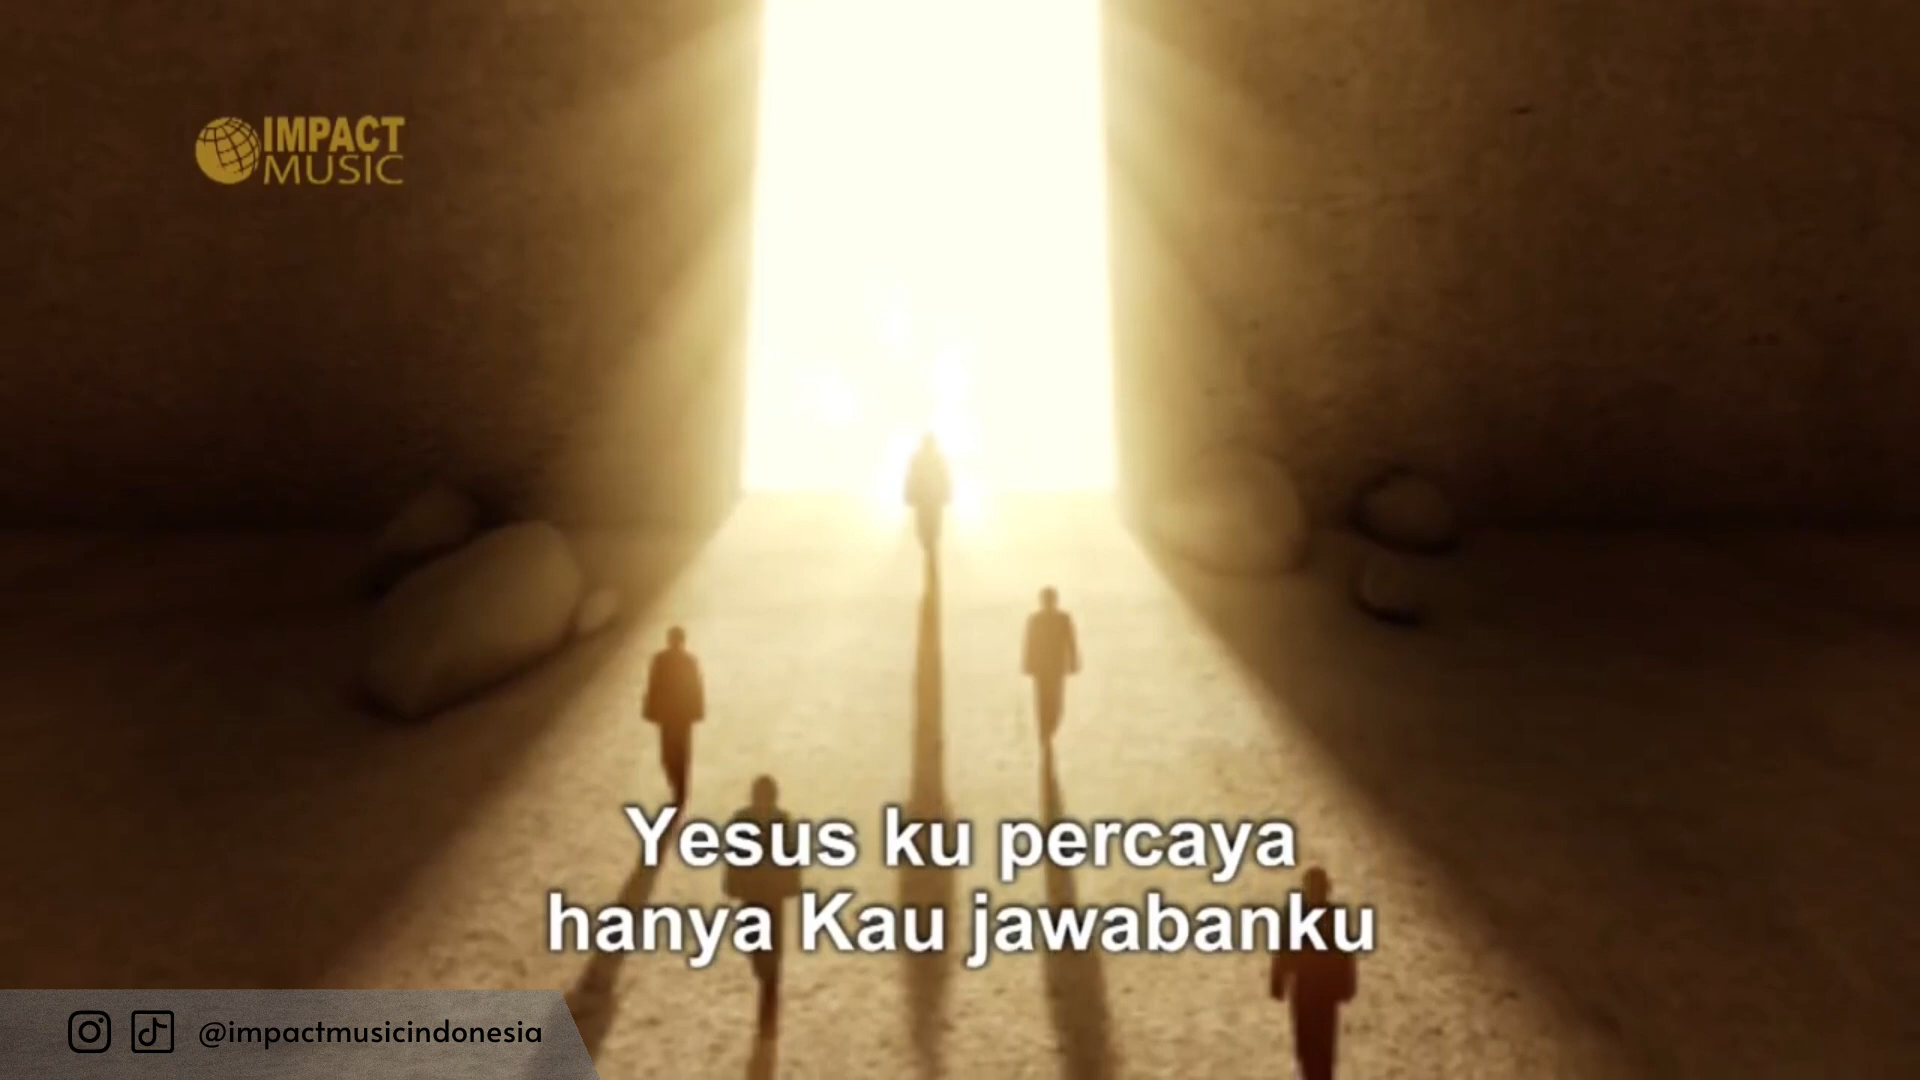 IMPACT
MUSIC
Yesus ku percaya
hanya Kau jawabanku
@impactmusicindonesia